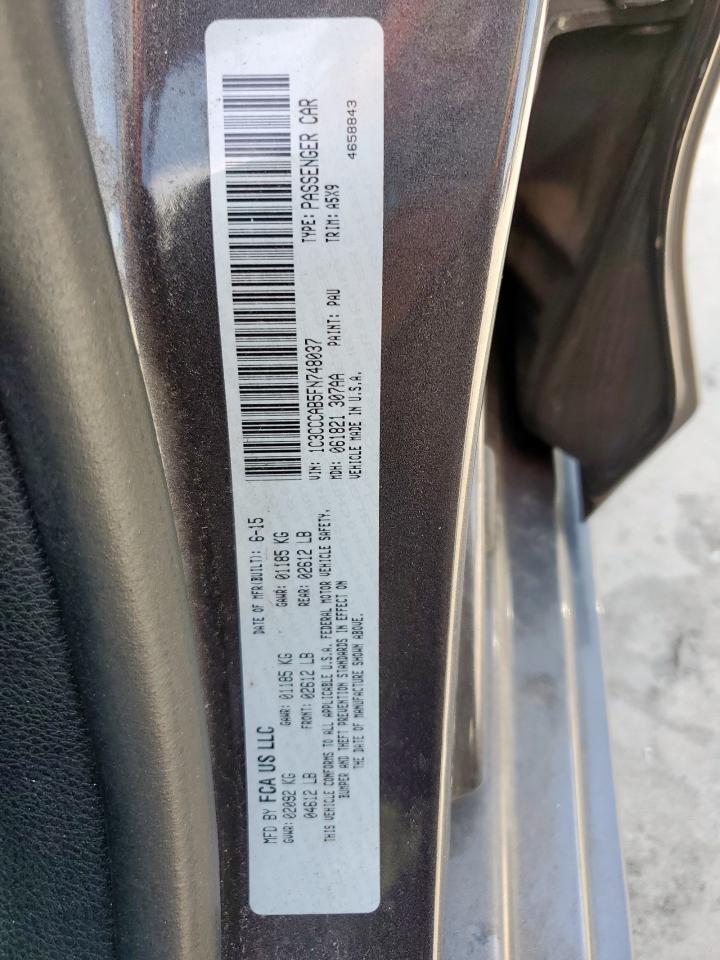 MFD BY FCA US LLC
DATE OF MFR(BUILT): 6-15
GVWR: 02092 KG
GAWR: 01185 KG
GAWR: 01185 KG
04612 LB
FRONT: 02612 LB
REAR: 02612 LB
THIS VEHICLE CONFORMS TO ALL APPLICABLE U.S.A. FEDERAL MOTOR VEHICLE SAFETY,
BUMPER AND THEFT PREVENTION STANDARDS IN EFFECT ON
THE DATE OF MANUFACTURE SHOWN ABOVE.
VIN: 1C3CCCAB5FN748037
TYPE: PASSENGER CAR
MDH: 061821 307AA
PAINT: PAU
TRIM: A5X9
VEHICLE MADE IN U.S.A.
4658843